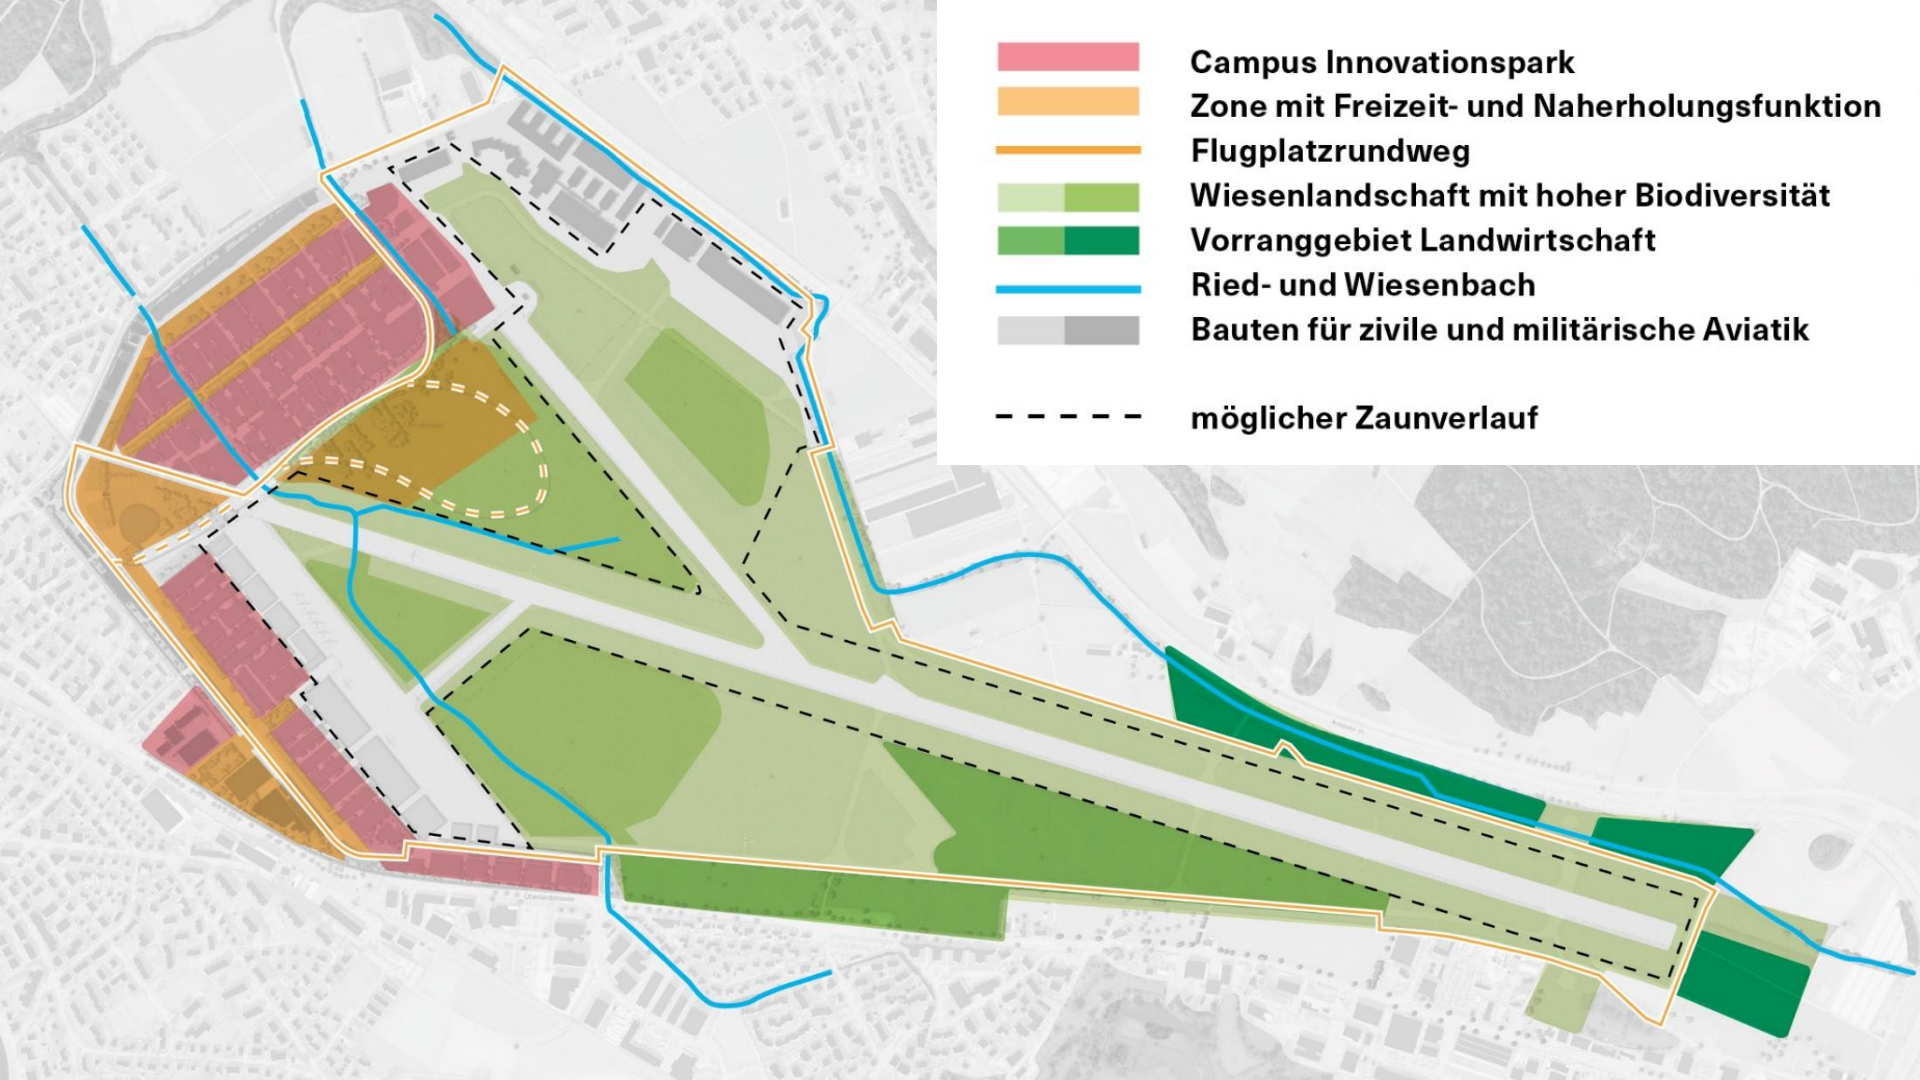 Campus Innovationspark
Zone mit Freizeit- und Naherholungsfunktion
Flugplatzrundweg
Wiesenlandschaft mit hoher Biodiversität
Vorranggebiet Landwirtschaft
Ried- und Wiesenbach
Bauten für zivile und militärische Aviatik
möglicher Zaunverlauf
Überlandstrasse